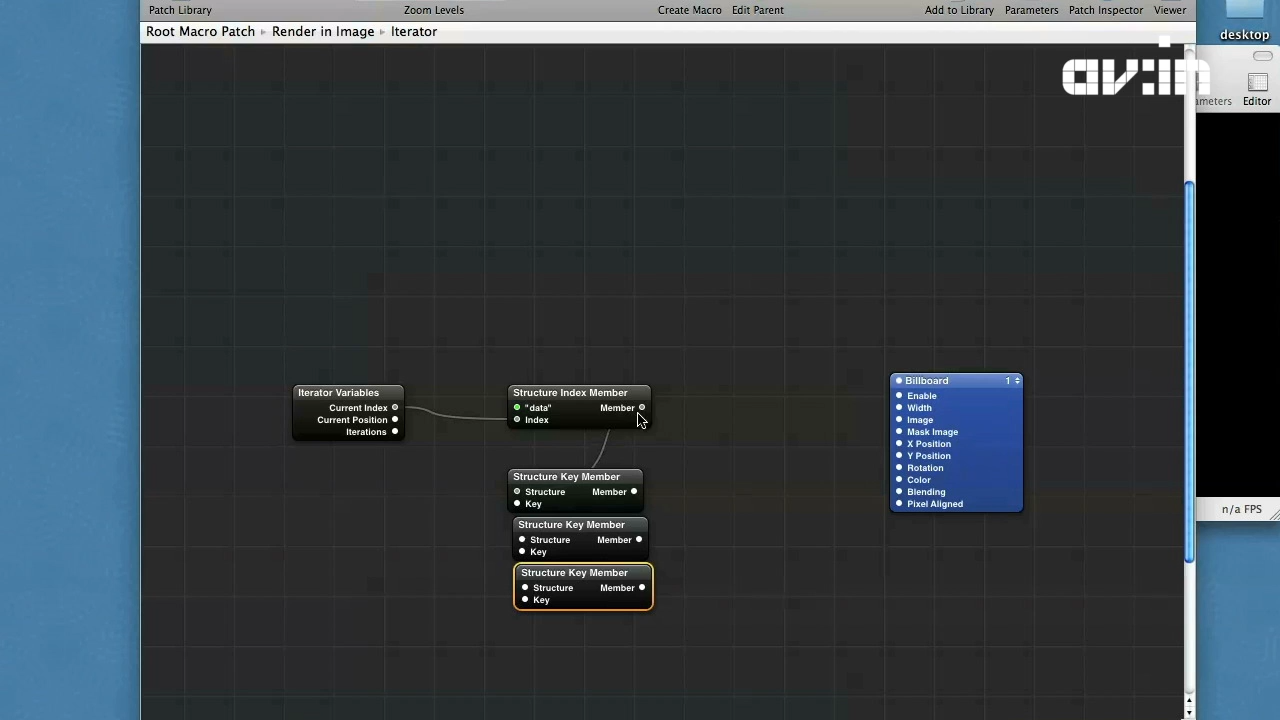 Patch Library Zoom Levels Create Macro Edit Parent Add to Library Parameters Patch Inspector Viewer
Root Macro Patch Render in Image Iterator
desktop
av:in
ameters Editor
Iterator Variables
Current Index
Current Position
Iterations
Structure Index Member
"data" Member
Index
Structure Key Member
Structure Member
Key
Structure Key Member
Structure Member
Key
Structure Key Member
Structure Member
Key
Billboard 1
Enable
Width
Image
Mask Image
X Position
Y Position
Rotation
Color
Blending
Pixel Aligned
n/a FPS